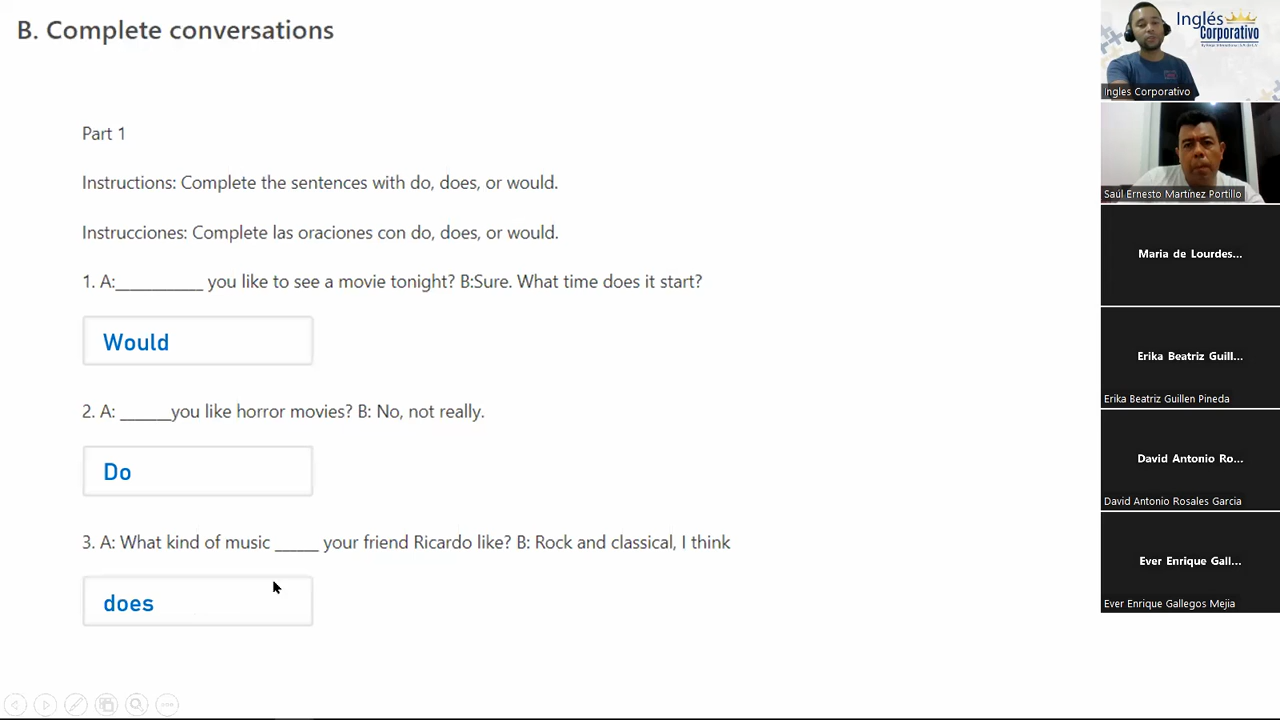 B. Complete conversations
Part 1
Instructions: Complete the sentences with do, does, or would.
Instrucciones: Complete las oraciones con do, does, or would.
1. A:__________ you like to see a movie tonight? B:Sure. What time does it start?
Would
2. A: ______you like horror movies? B: No, not really.
Do
3. A: What kind of music _____ your friend Ricardo like? B: Rock and classical, I think
does
Inglés
Corporativo
Ingles Corporativo
Saúl Ernesto Martínez Portillo
Maria de Lourdes...
Erika Beatriz Guill...
Erika Beatriz Guillen Pineda
David Antonio Ro...
David Antonio Rosales Garcia
Ever Enrique Gall...
Ever Enrique Gallegos Mejia